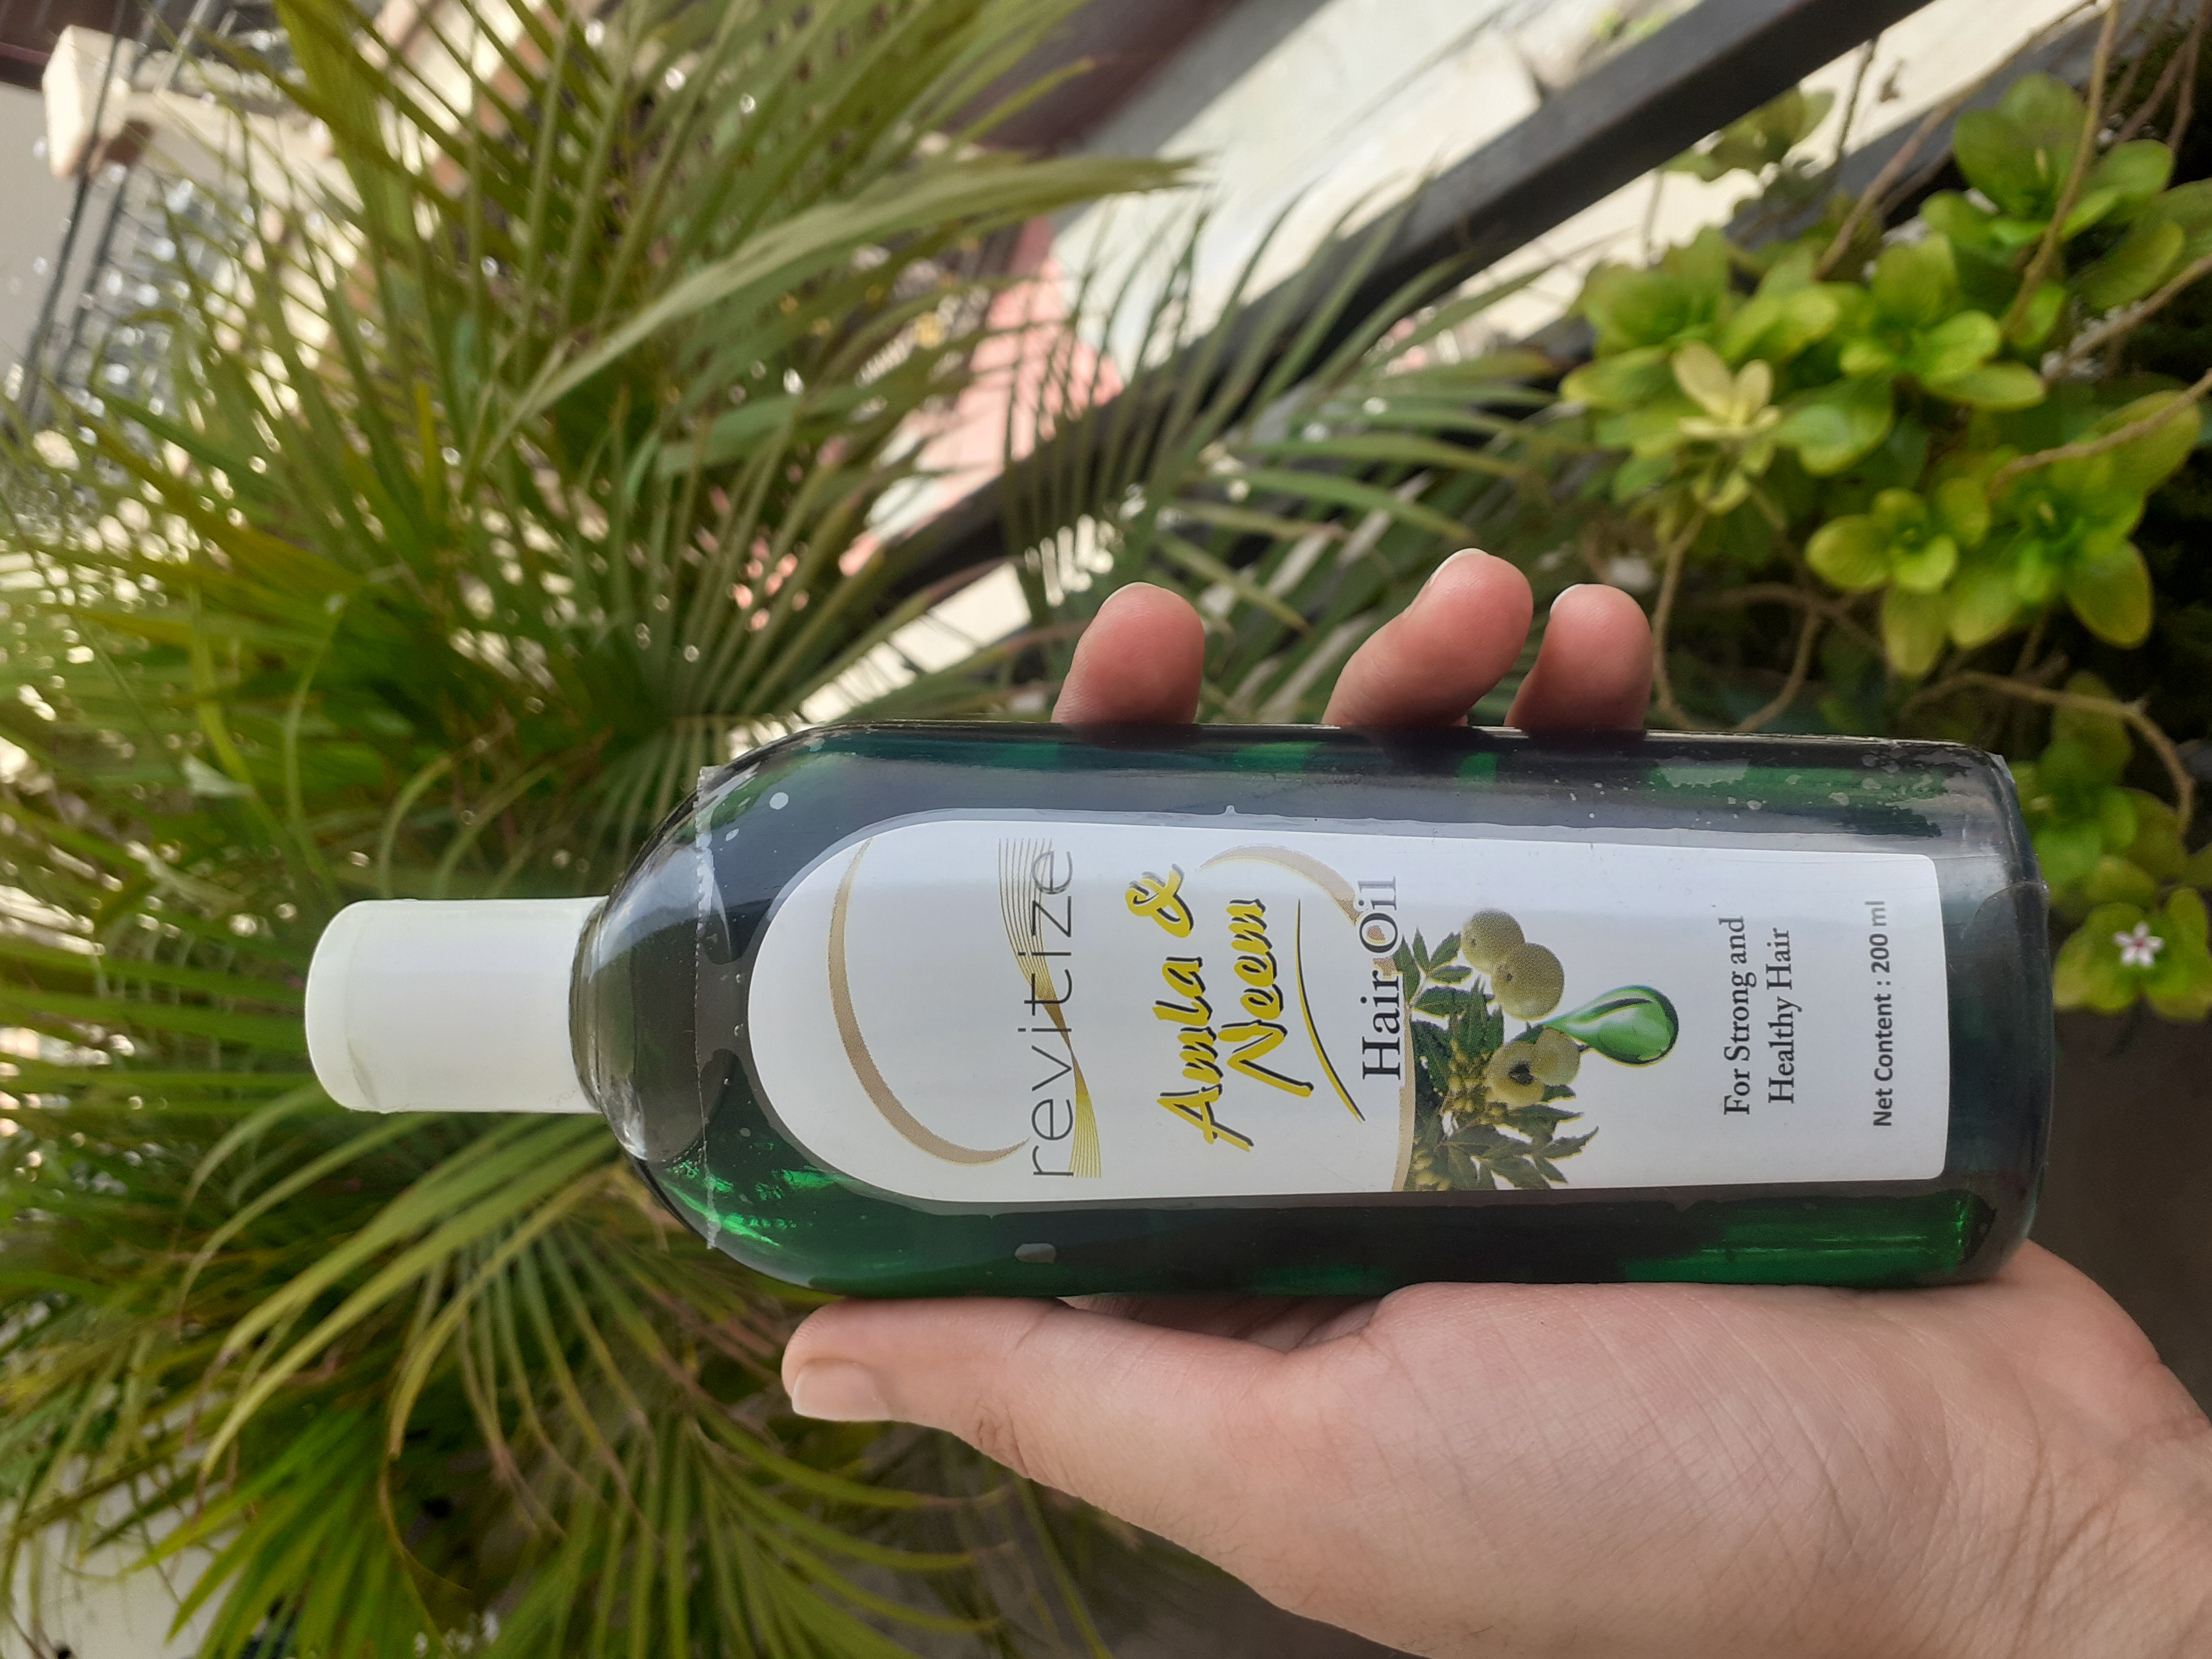 revitize
Amla &
Neem
Hair Oil
For Strong and
Healthy Hair
Net Content : 200 ml